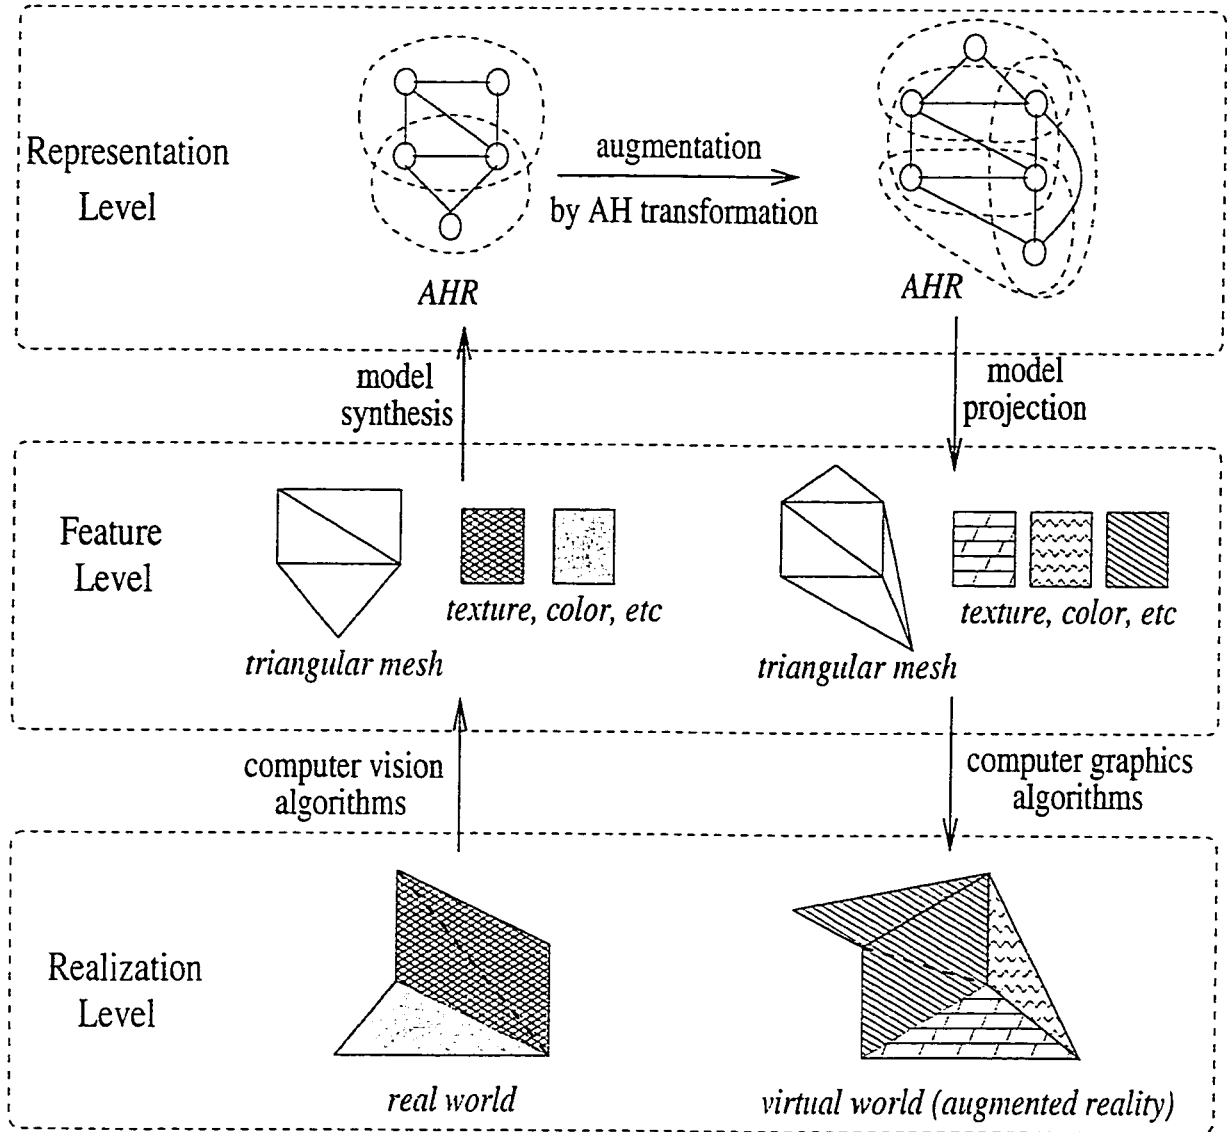 Representation
Level
augmentation
by AH transformation
AHR
AHR
model
synthesis
model
projection
Feature
Level
texture, color, etc
triangular mesh
texture, color, etc
triangular mesh
computer vision
algorithms
computer graphics
algorithms
Realization
Level
real world
virtual world (augmented reality)